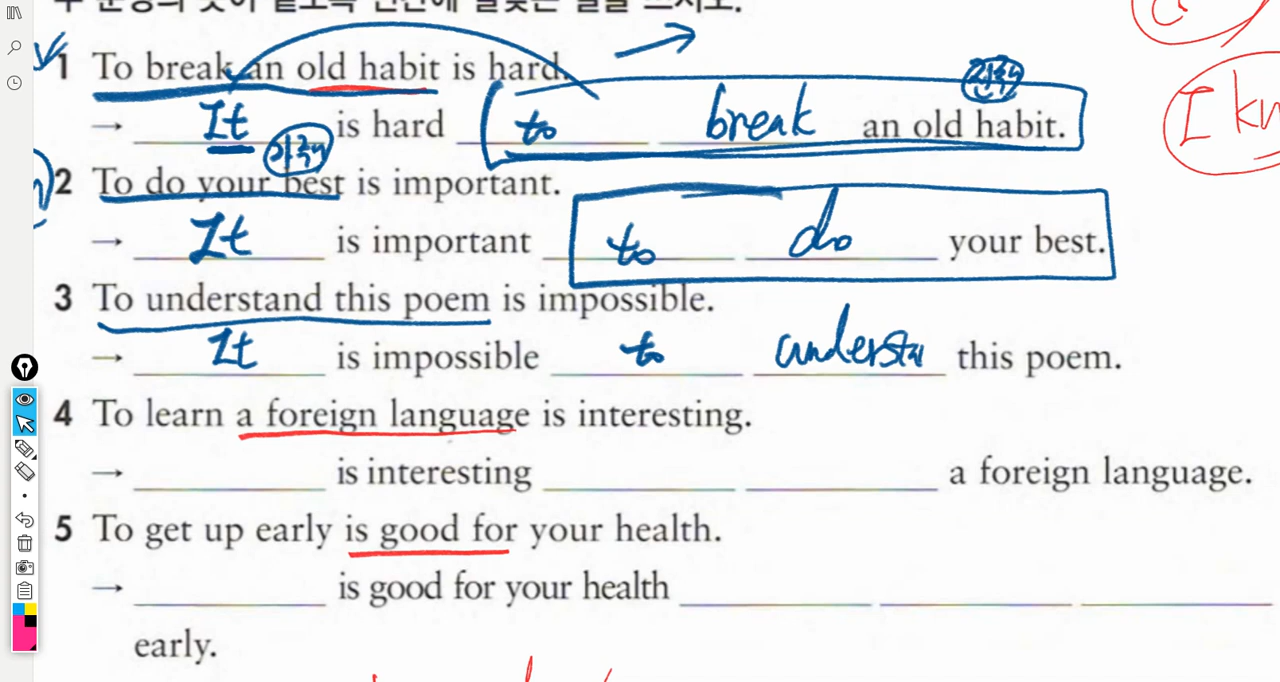 1 To break an old habit is hard.
→ It is hard to break an old habit.
2 To do your best is important.
→ It is important to do your best.
3 To understand this poem is impossible.
→ It is impossible to understa this poem.
4 To learn a foreign language is interesting.
→ is interesting a foreign language.
5 To get up early is good for your health.
→ is good for your health
early.